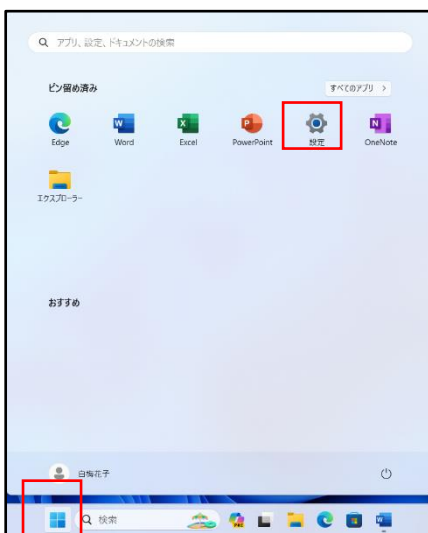 アプリ、設定、ドキュメントの検索
ピン留め済み
すべてのアプリ >
Edge
Word
Excel
PowerPoint
設定
OneNote
エクスプローラー
おすすめ
白梅花子
検索